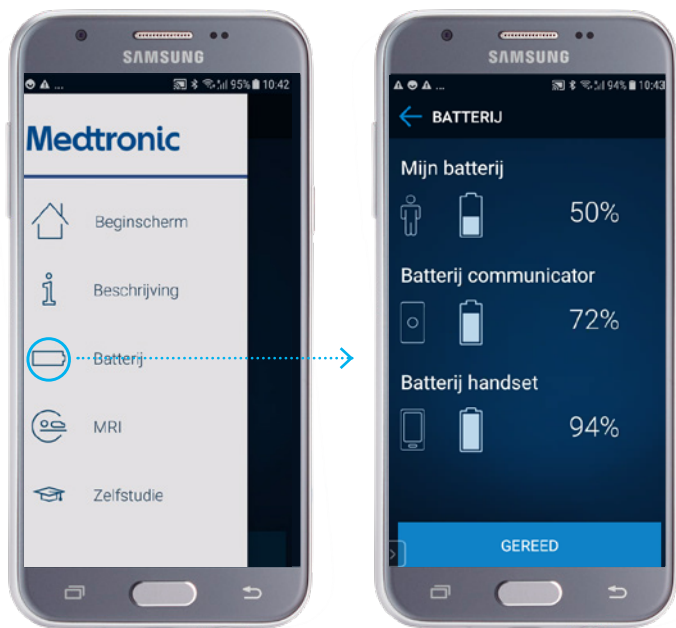 SAMSUNG
... 95% 10:42
Medtronic
Beginscherm
Beschrijving
Batterij
MRI
Zelfstudie
SAMSUNG
... 94% 10:43
BATTERIJ
Mijn batterij
50%
Batterij communicator
72%
Batterij handset
94%
GEREED